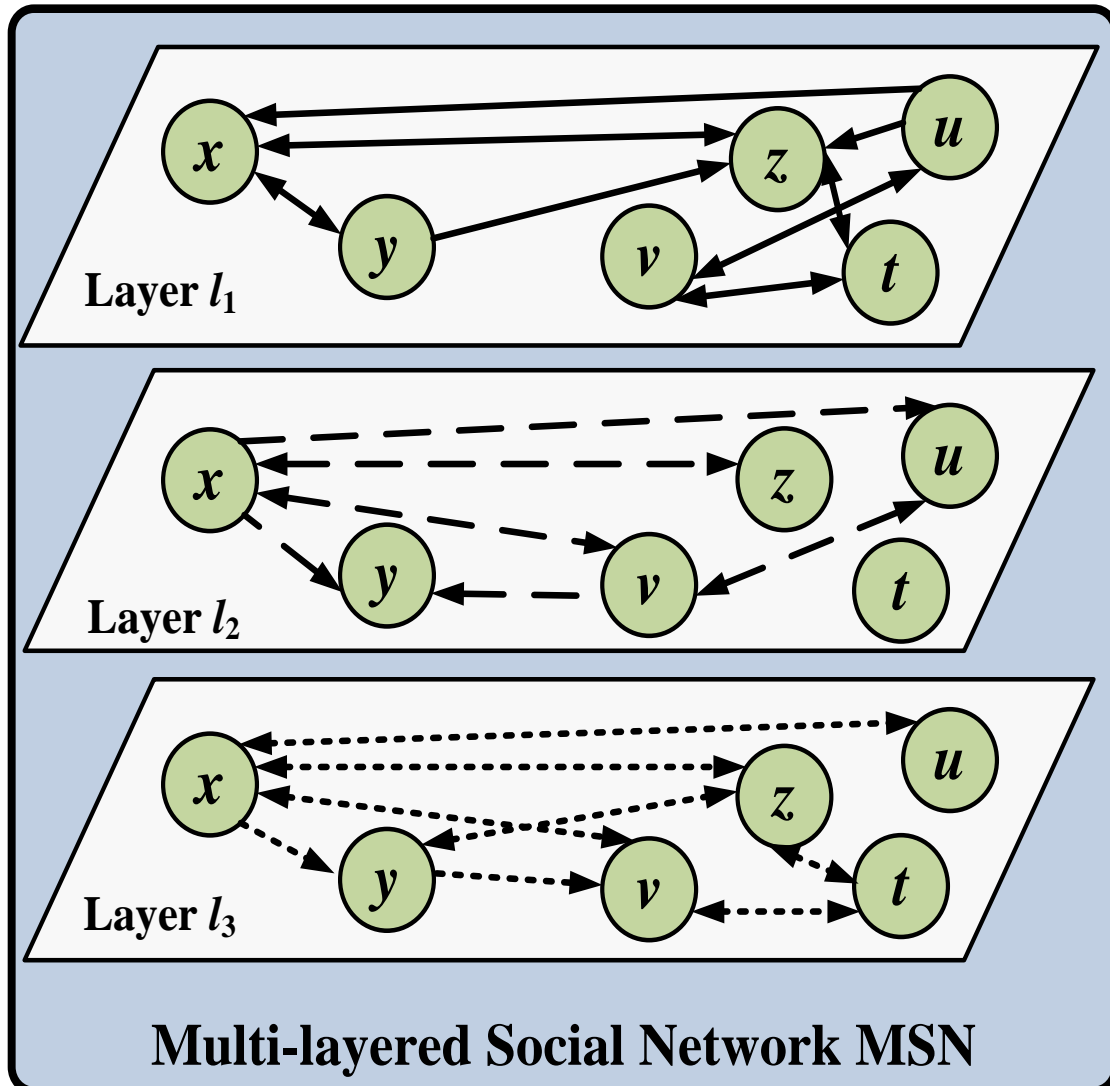 x
y
z
u
v
t
Layer l1
x
y
z
u
v
t
Layer l2
x
y
z
u
v
t
Layer l3
Multi-layered Social Network MSN